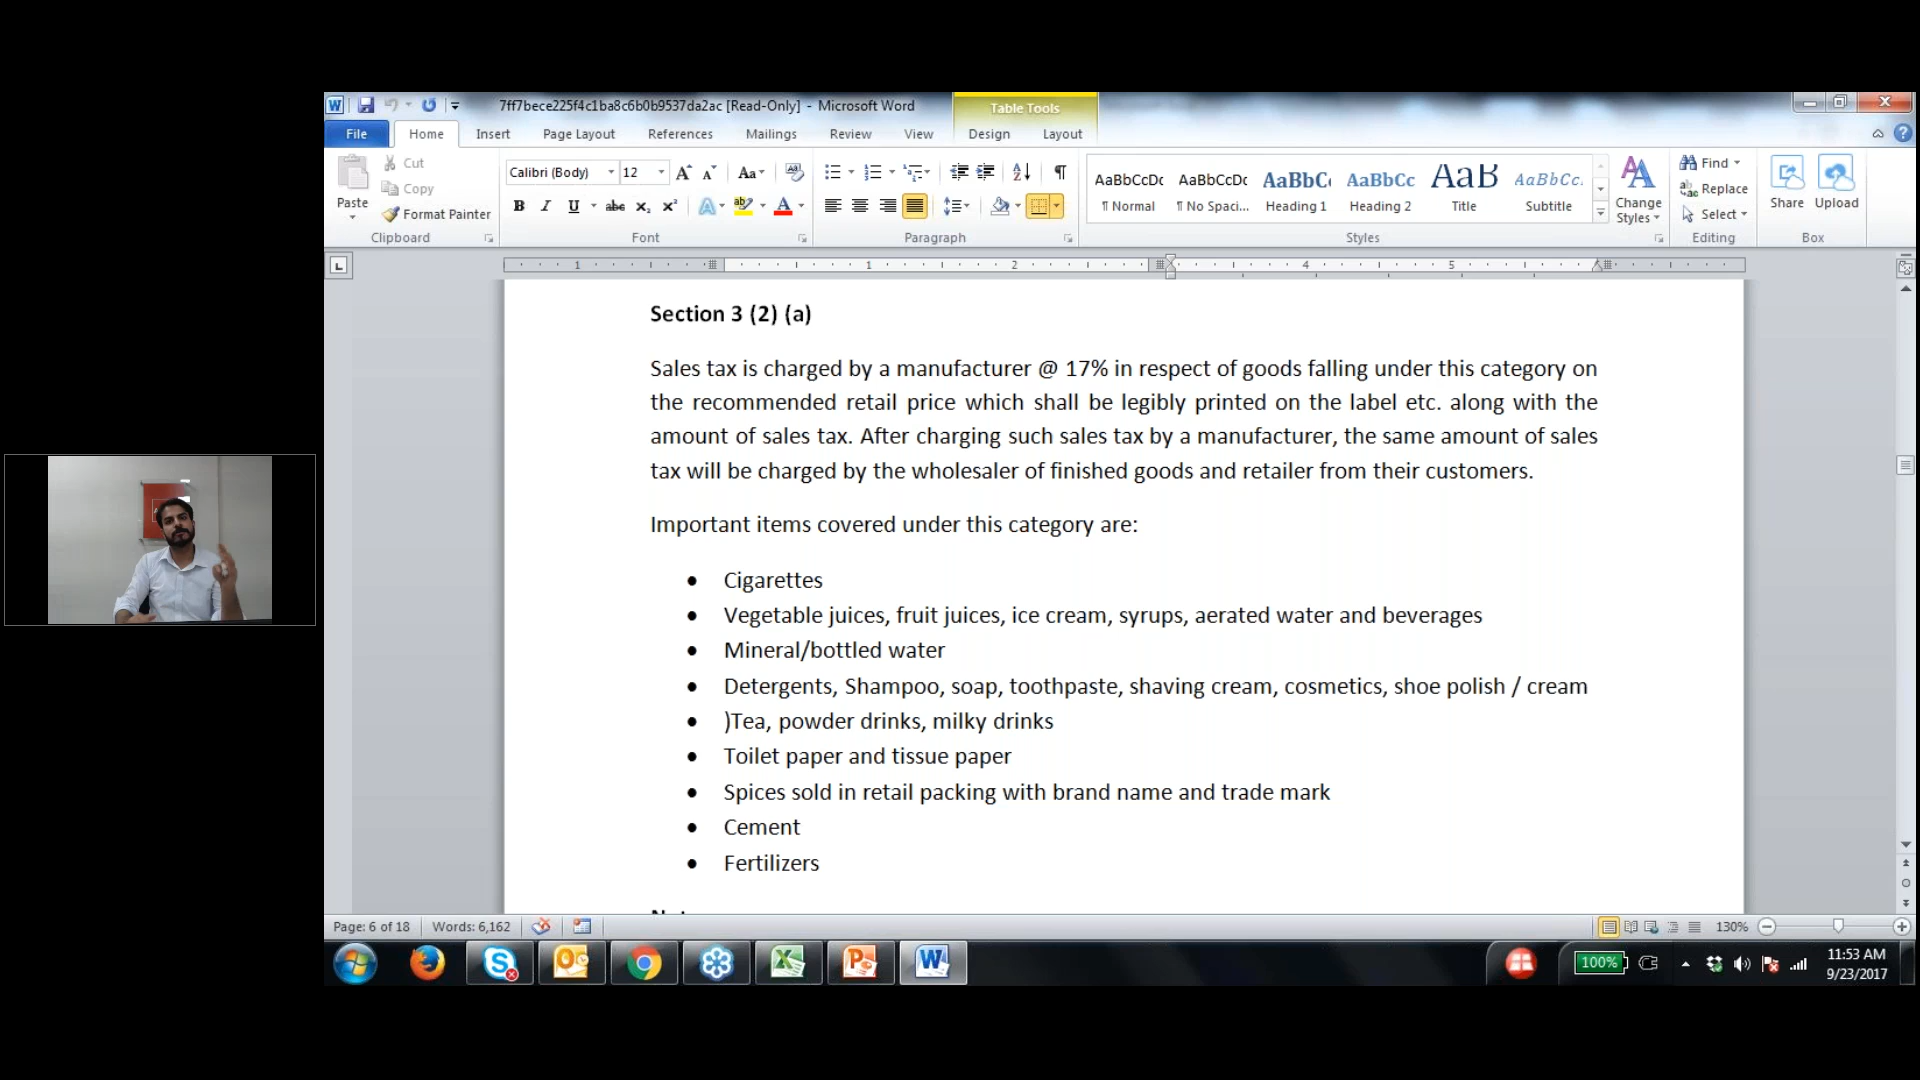 7ff7bece225f4c1ba8c6b0b9537da2ac [Read-Only] - Microsoft Word
Table Tools
File Home Insert Page Layout References Mailings Review View Design Layout
Cut
Copy
Paste
Format Painter
Clipboard
Calibri (Body) 12
Font
Paragraph
AaBbCcDc AaBbCcDc AaBbC AaBbCc AaB AaBbCc.
¶ Normal ¶ No Spaci... Heading 1 Heading 2 Title Subtitle
Change Styles
Styles
Find
Replace
Select
Editing
Share Upload
Box
1 1 2 4 5
Section 3 (2) (a)
Sales tax is charged by a manufacturer @ 17% in respect of goods falling under this category on
the recommended retail price which shall be legibly printed on the label etc. along with the
amount of sales tax. After charging such sales tax by a manufacturer, the same amount of sales
tax will be charged by the wholesaler of finished goods and retailer from their customers.
Important items covered under this category are:
• Cigarettes
• Vegetable juices, fruit juices, ice cream, syrups, aerated water and beverages
• Mineral/bottled water
• Detergents, Shampoo, soap, toothpaste, shaving cream, cosmetics, shoe polish / cream
• )Tea, powder drinks, milky drinks
• Toilet paper and tissue paper
• Spices sold in retail packing with brand name and trade mark
• Cement
• Fertilizers
Page: 6 of 18 Words: 6,162 130%
100%
11:53 AM
9/23/2017